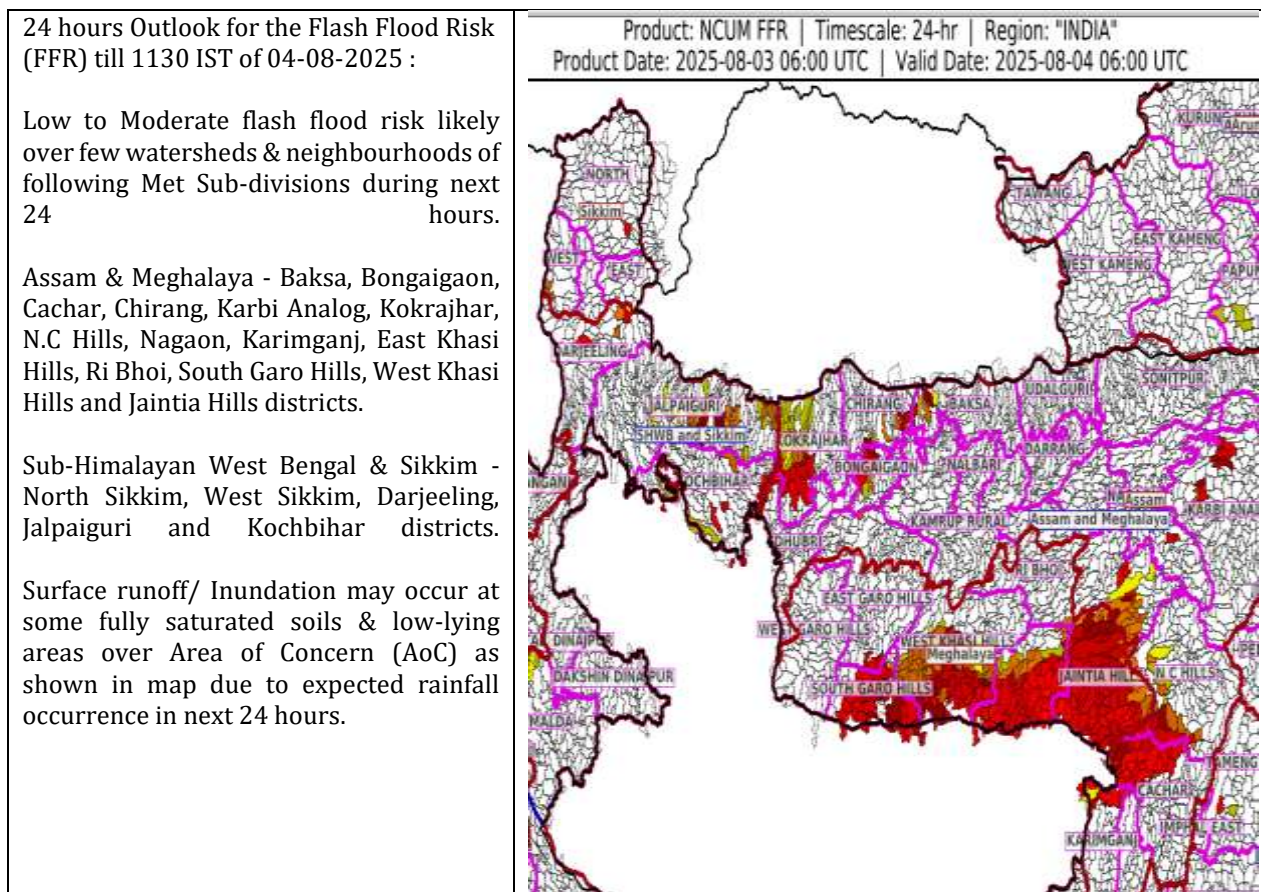 24 hours Outlook for the Flash Flood Risk
(FFR) till 1130 IST of 04-08-2025 :
Low to Moderate flash flood risk likely
over few watersheds & neighbourhoods of
following Met Sub-divisions during next
24 hours.
Assam & Meghalaya - Baksa, Bongaigaon,
Cachar, Chirang, Karbi Analog, Kokrajhar,
N.C Hills, Nagaon, Karimganj, East Khasi
Hills, Ri Bhoi, South Garo Hills, West Khasi
Hills and Jaintia Hills districts.
Sub-Himalayan West Bengal & Sikkim -
North Sikkim, West Sikkim, Darjeeling,
Jalpaiguri and Kochbihar districts.
Surface runoff/ Inundation may occur at
some fully saturated soils & low-lying
areas over Area of Concern (AoC) as
shown in map due to expected rainfall
occurrence in next 24 hours.
Product: NCUM FFR | Timescale: 24-hr | Region: "INDIA"
Product Date: 2025-08-03 06:00 UTC | Valid Date: 2025-08-04 06:00 UTC
NORTH
TAWANG
Sikkim
EAST KAMENG
WEST
EAST
WEST KAMENG
DARJEELING
SONITPUR
UDALGURI
JALPAIGURI
CHIRANG
BAKSA
SHWB and Sikkim
KOKRAJHAR
DARRANG
BONGAIGAON
NALBARI
OCHBIHAR
Assam
KARBI ANAL
KAMRUP RURAL
Assam and Meghalaya
DHUBRI
RI BHOI
EAST GARO HILLS
WEST GARO HILLS
WEST KHASI HILLS
Meghalaya
DAKSHIN DINAJPUR
JAINTIA HILLS
N C HILLS
SOUTH GARO HILLS
MALDA
TAMENG
CACHAR
IMPHAL EAST
KARIMGANJ